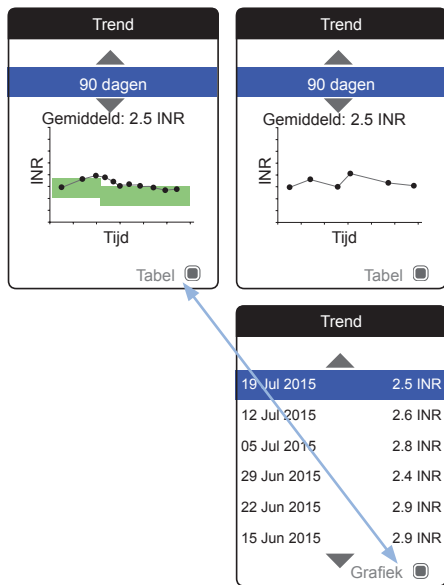 Trend
90 dagen
Gemiddeld: 2.5 INR
INR
Tijd
Tabel
Trend
90 dagen
Gemiddeld: 2.5 INR
INR
Tijd
Tabel
Trend
19 Jul 2015 2.5 INR
12 Jul 2015 2.6 INR
05 Jul 2015 2.8 INR
29 Jun 2015 2.4 INR
22 Jun 2015 2.9 INR
15 Jun 2015 2.9 INR
Grafiek